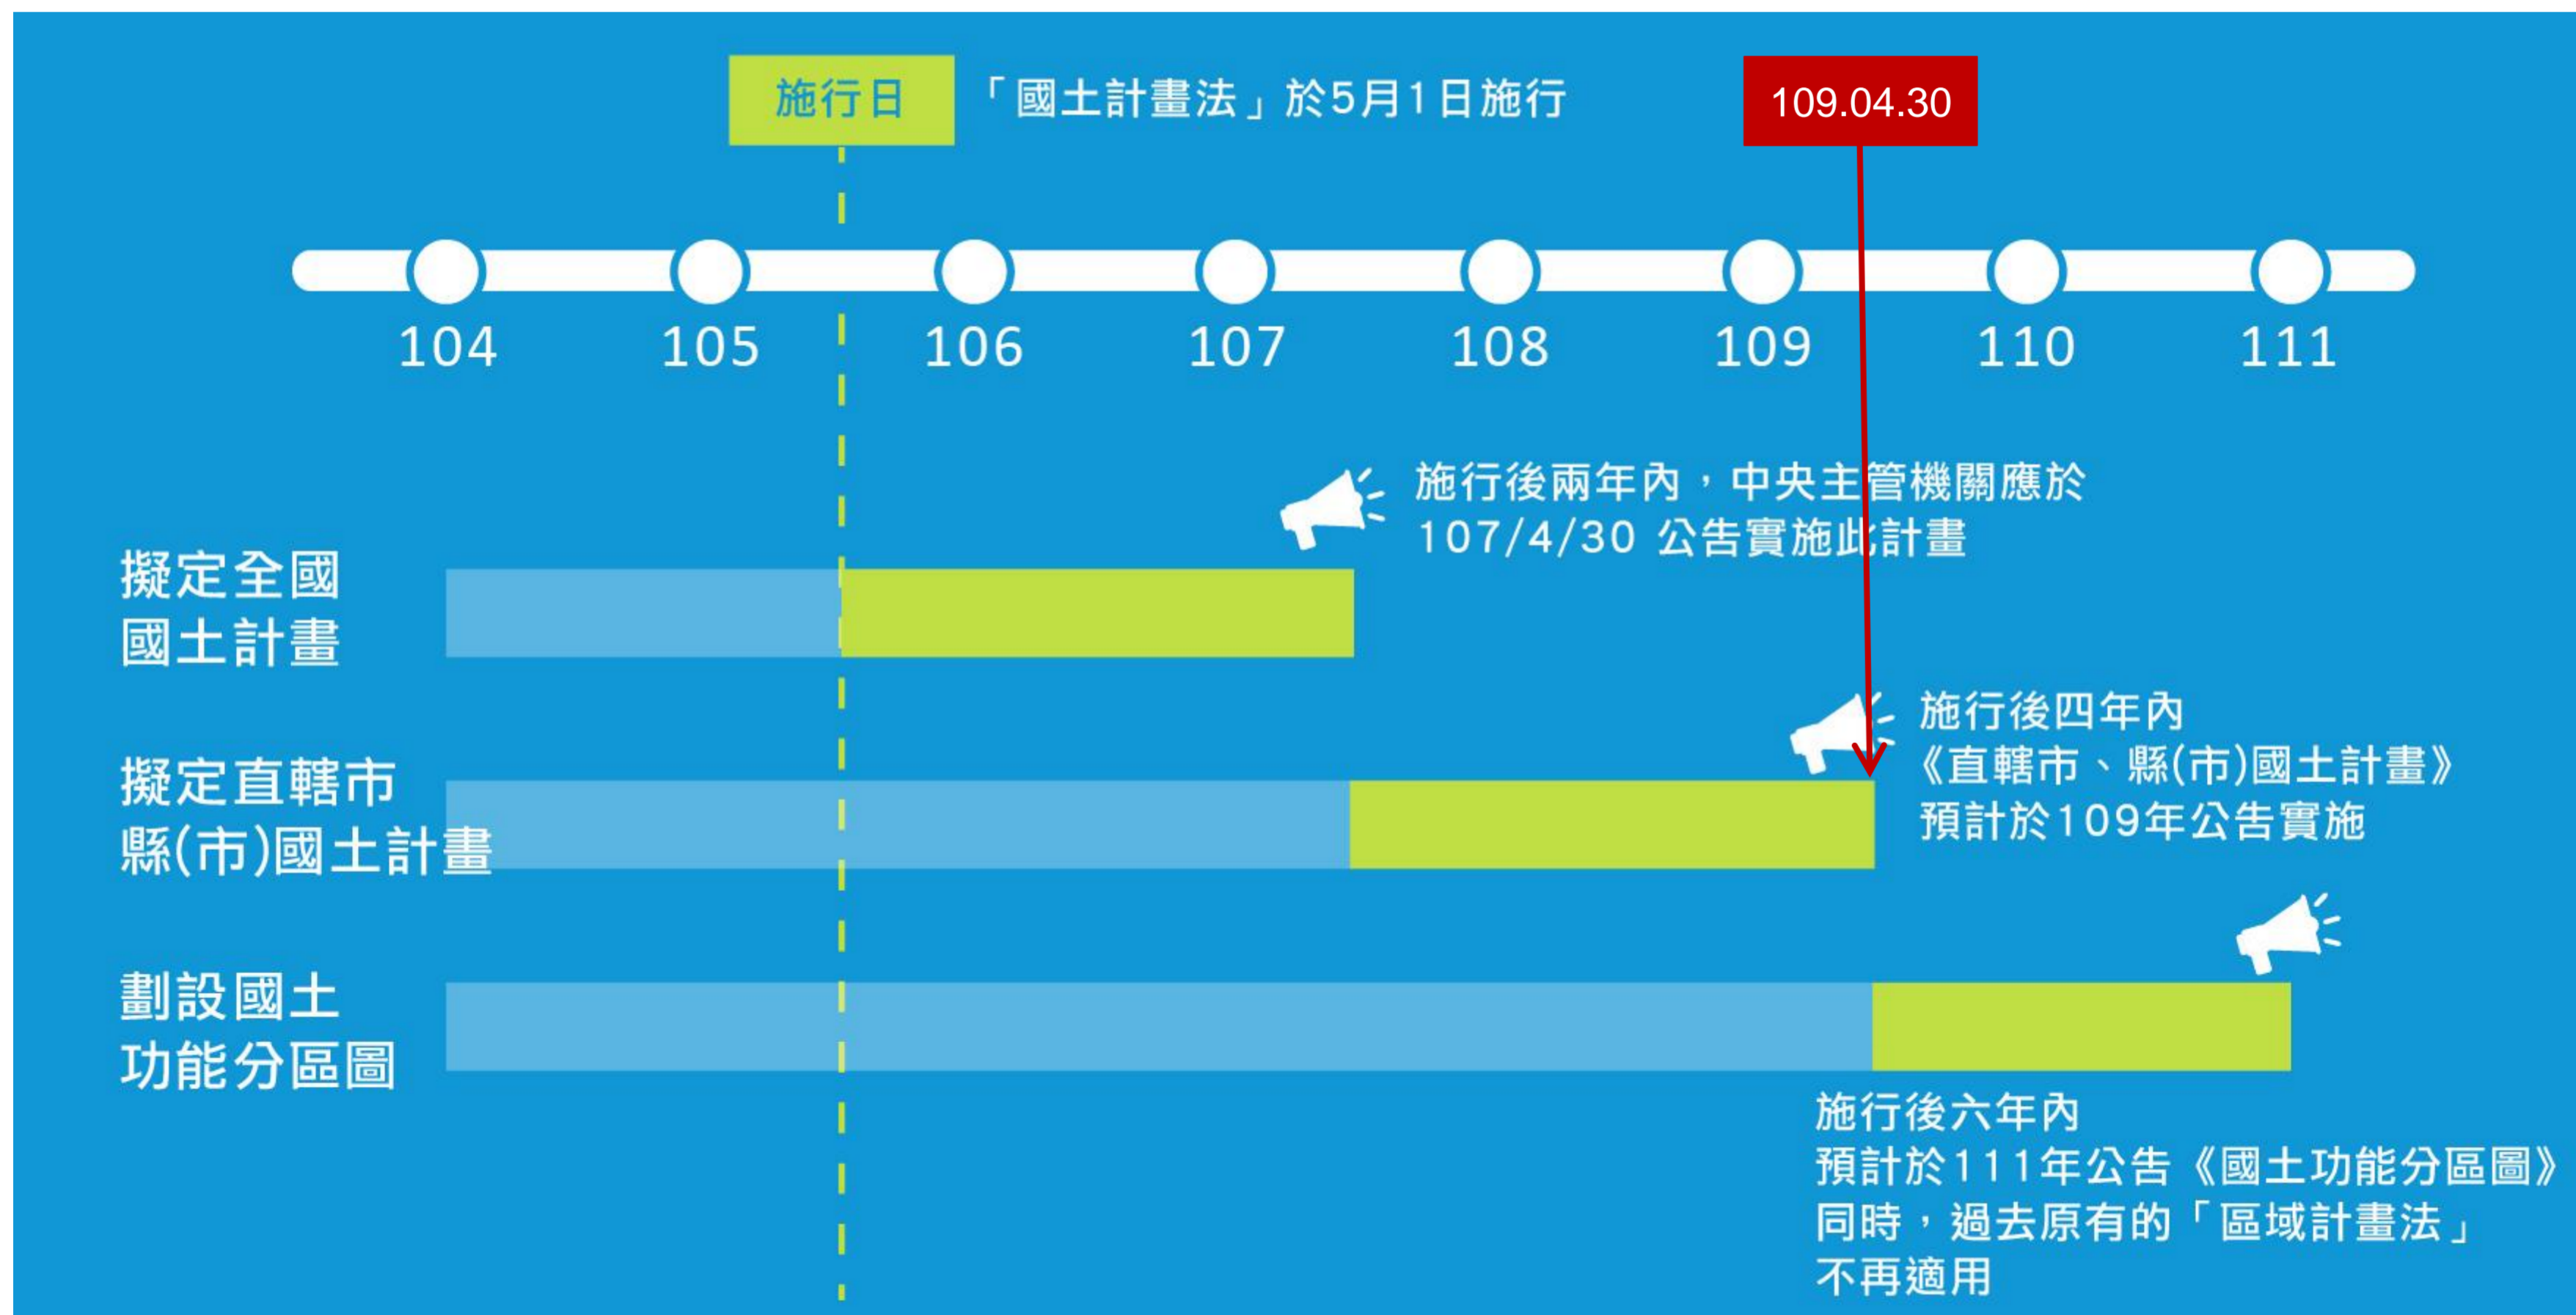 施行日
「國土計畫法」於5月1日施行
109.04.30
104
105
106
107
108
109
110
111
施行後兩年內，中央主管機關應於
107/4/30 公告實施此計畫
擬定全國
國土計畫
施行後四年內
《直轄市、縣(市)國土計畫》
預計於109年公告實施
擬定直轄市
縣(市)國土計畫
劃設國土
功能分區圖
施行後六年內
預計於111年公告《國土功能分區圖》
同時，過去原有的「區域計畫法」
不再適用